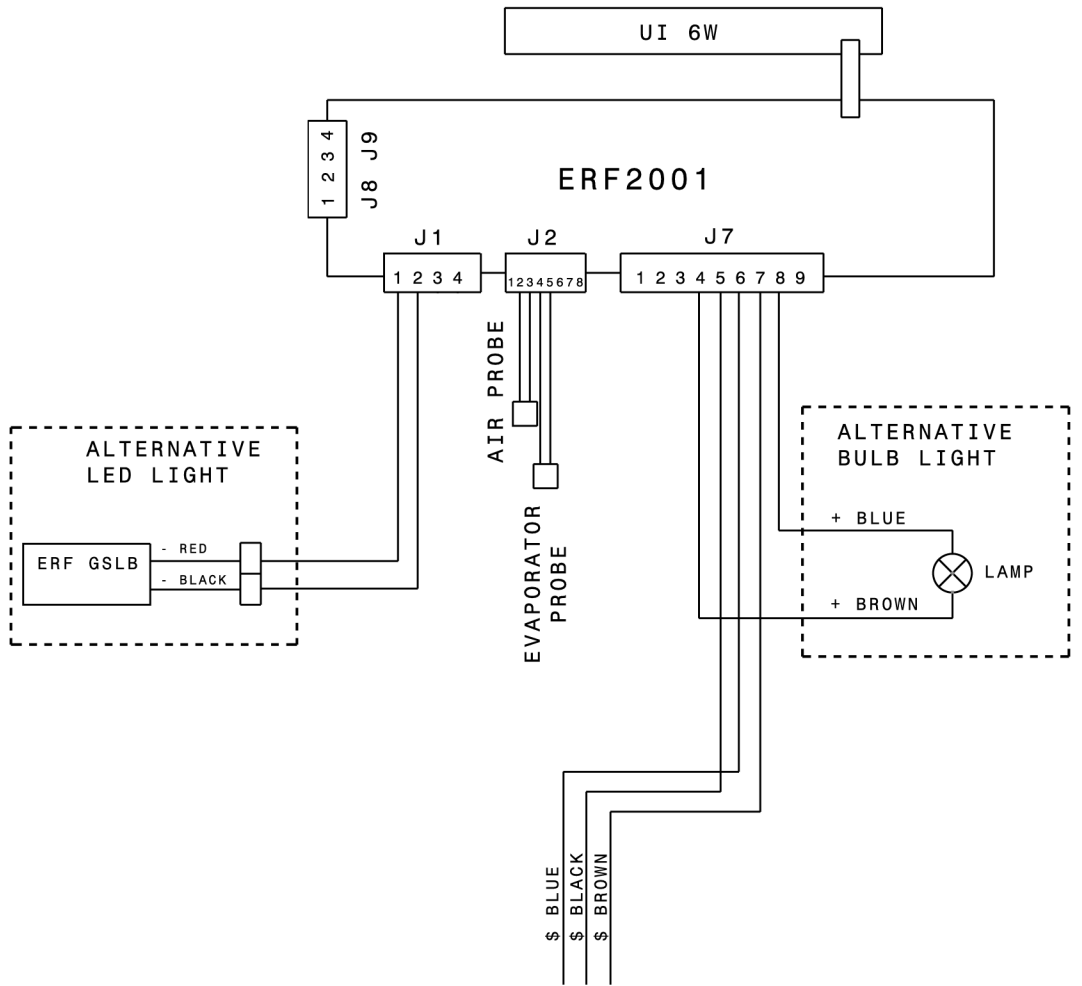 UI 6W
1 2 3 4
J8 J9
ERF2001
J1
J2
J7
1 2 3 4
12345678
1 2 3 4 5 6 7 8 9
AIR PROBE
EVAPORATOR
PROBE
ALTERNATIVE
LED LIGHT
ERF GSLB
- RED
- BLACK
ALTERNATIVE
BULB LIGHT
+ BLUE
LAMP
+ BROWN
$ BLUE
$ BLACK
$ BROWN